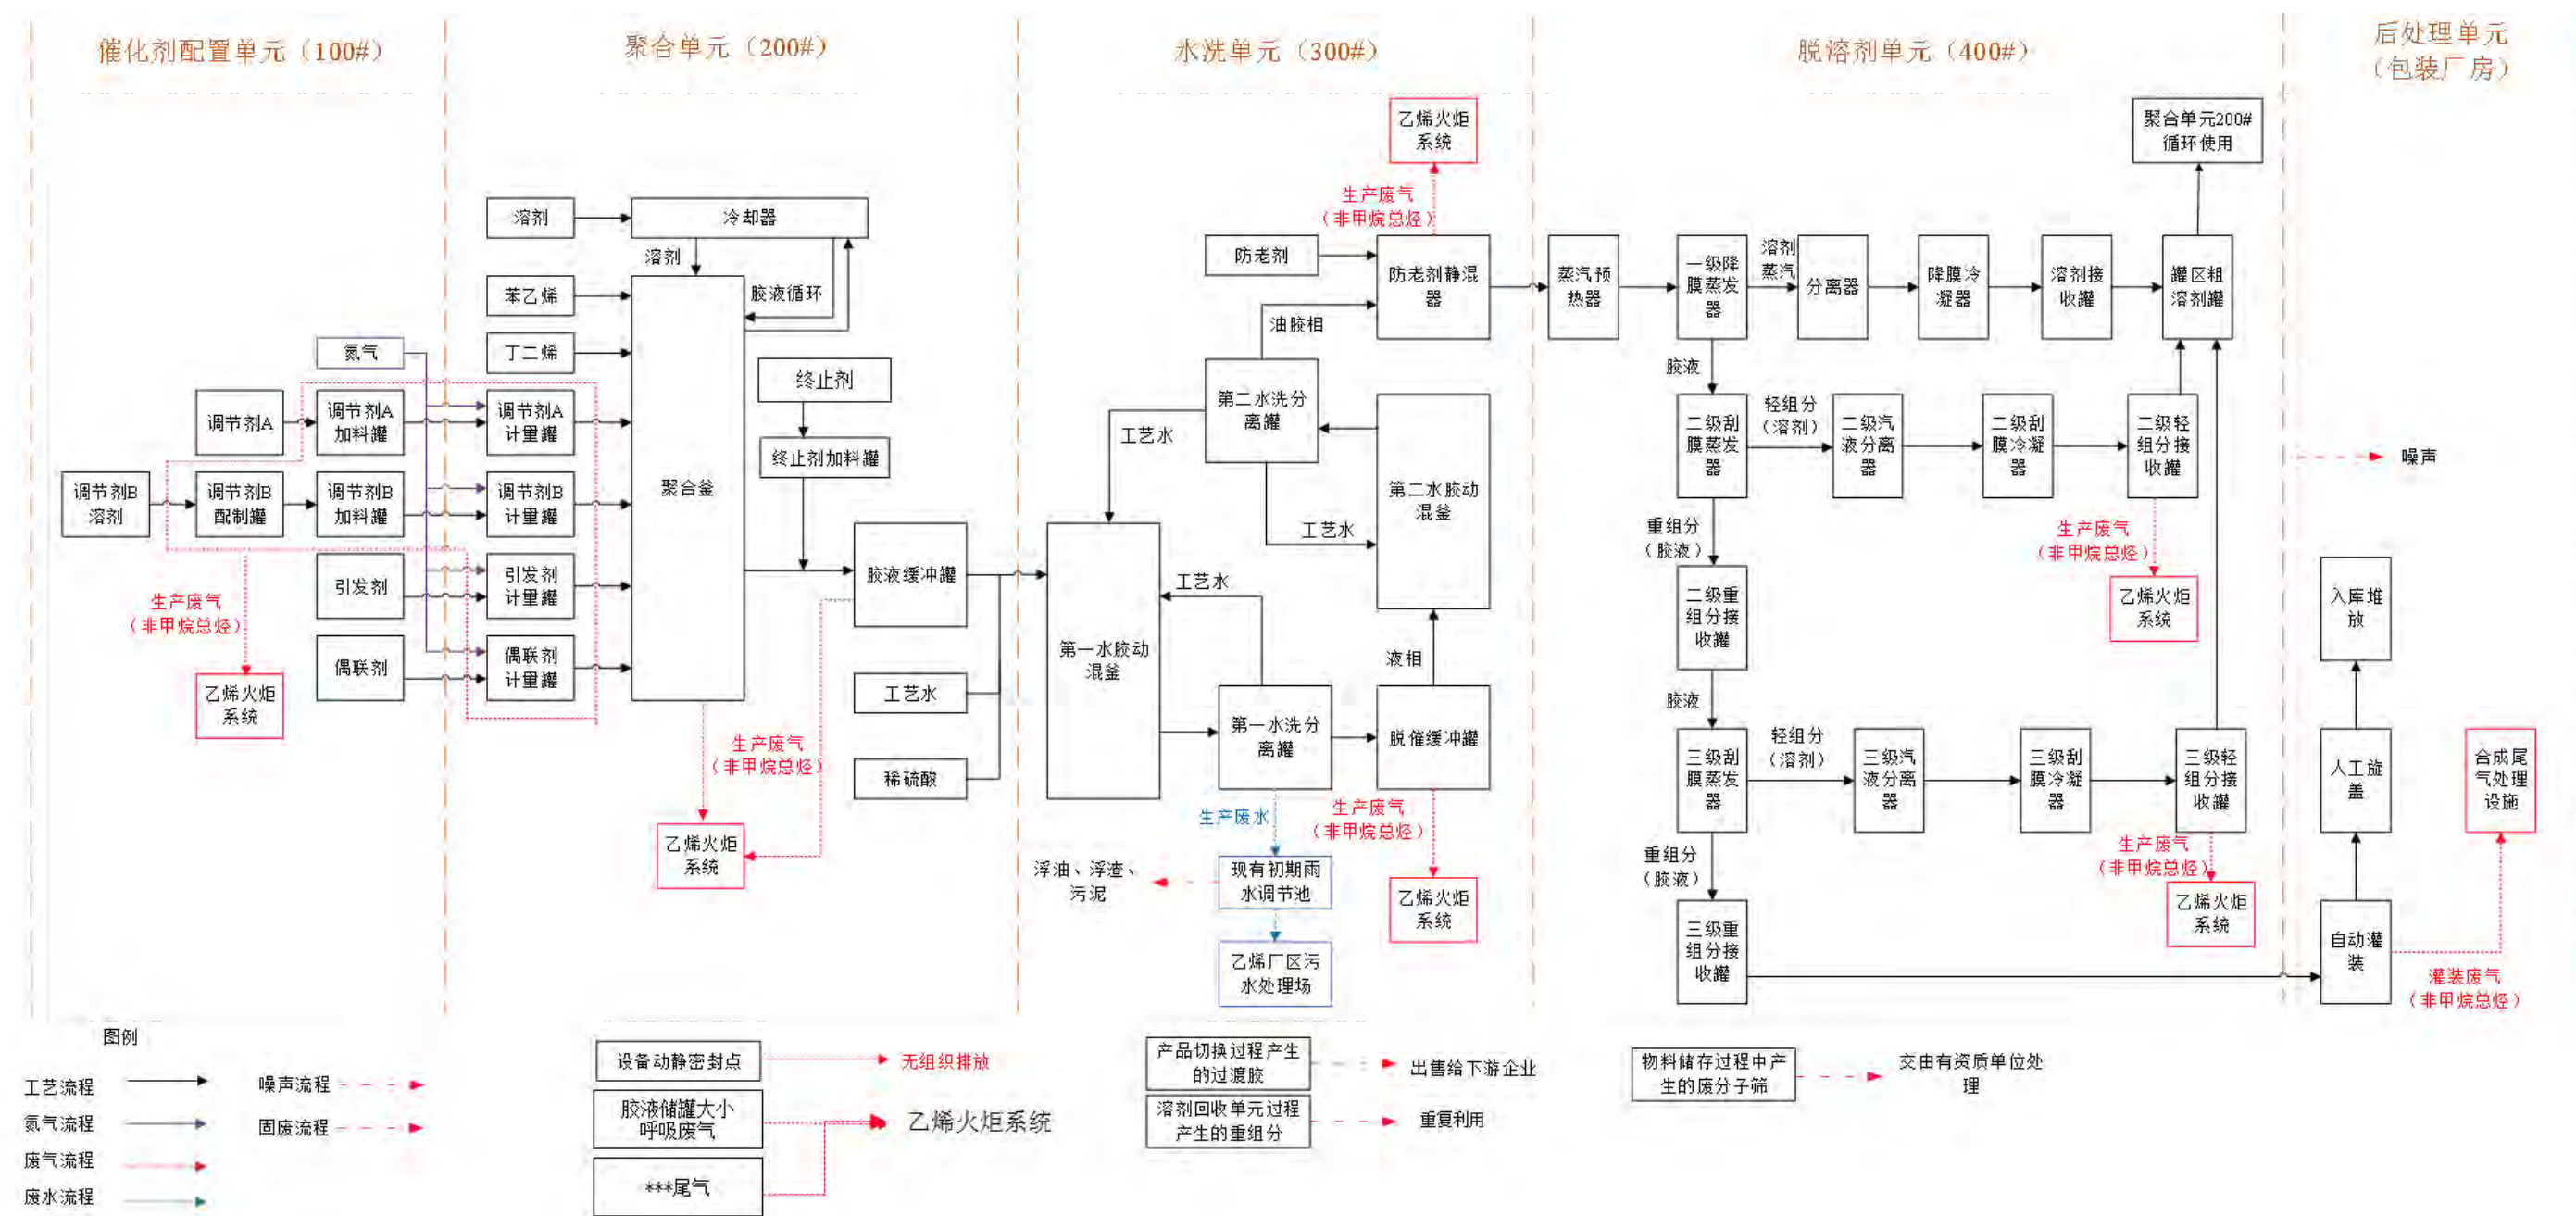 催化剂配置单元（100#）
聚合单元（200#）
水洗单元（300#）
脱熔剂单元（400#）
后处理单元
（包装厂房）
氮气
调节剂A
调节剂A
加料罐
调节剂A
计量罐
调节剂B
溶剂
调节剂B
配制罐
调节剂B
加料罐
调节剂B
计量罐
引发剂
引发剂
计量罐
偶联剂
偶联剂
计量罐
生产废气
（非甲烷总烃）
乙烯火炬
系统
溶剂
冷却器
溶剂
苯乙烯
胶液循环
丁二烯
终止剂
终止剂加料罐
聚合釜
胶液缓冲罐
工艺水
稀硫酸
生产废气
（非甲烷总烃）
乙烯火炬
系统
乙烯火炬
系统
生产废气
（非甲烷总烃）
防老剂
防老剂静混
器
油胶相
第二水洗分
离罐
工艺水
第二水胶动
混釜
工艺水
工艺水
第一水胶动
混釜
液相
第一水洗分
离罐
脱催缓冲罐
生产废水
生产废气
（非甲烷总烃）
浮油、浮渣、
污泥
现有初期雨
水调节池
乙烯火炬
系统
乙烯厂区污
水处理场
聚合单元200#
循环使用
蒸汽预
热器
一级降
膜蒸发
器
溶剂
蒸汽
分离器
降膜冷
凝器
溶剂接
收罐
罐区粗
溶剂罐
胶液
二级刮
膜蒸发
器
轻组分
（溶剂）
二级汽
液分离
器
二级刮
膜冷凝
器
二级轻
组分接
收罐
重组分
（胶液）
生产废气
（非甲烷总烃）
乙烯火炬
系统
二级重
组分接
收罐
胶液
三级刮
膜蒸发
器
轻组分
（溶剂）
三级汽
液分离
器
三级刮
膜冷凝
器
三级轻
组分接
收罐
重组分
（胶液）
生产废气
（非甲烷总烃）
乙烯火炬
系统
三级重
组分接
收罐
噪声
入库堆
放
人工旋
盖
合成尾
气处理
设施
自动灌
装
灌装废气
（非甲烷总烃）
图例
工艺流程
氮气流程
废气流程
废水流程
噪声流程
固废流程
设备动静密封点
无组织排放
胶液储罐大小
呼吸废气
乙烯火炬系统
***尾气
产品切换过程产生
的过渡胶
出售给下游企业
溶剂回收单元过程
产生的重组分
重复利用
物料储存过程中产
生的废分子筛
交由有资质单位处
理